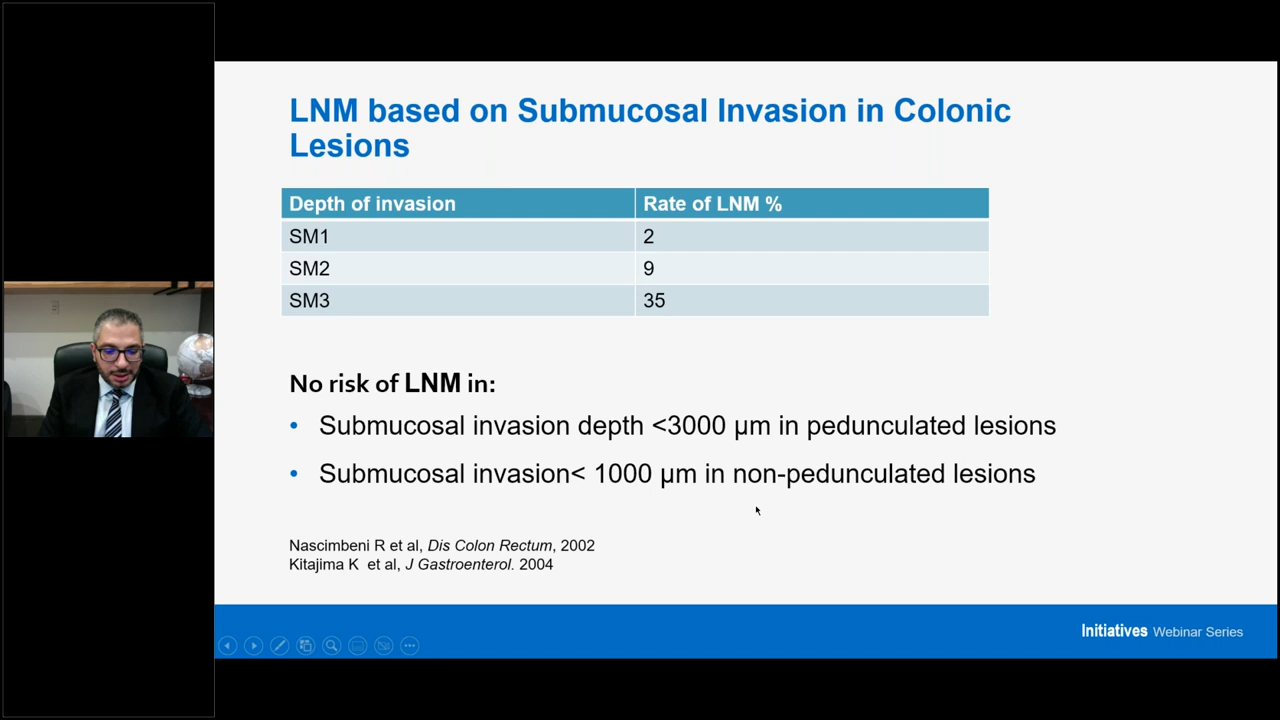 LNM based on Submucosal Invasion in Colonic
Lesions
Depth of invasion Rate of LNM %
SM1 2
SM2 9
SM3 35
No risk of LNM in:
• Submucosal invasion depth <3000 µm in pedunculated lesions
• Submucosal invasion< 1000 µm in non-pedunculated lesions
Nascimbeni R et al, Dis Colon Rectum, 2002
Kitajima K et al, J Gastroenterol. 2004
Initiatives Webinar Series